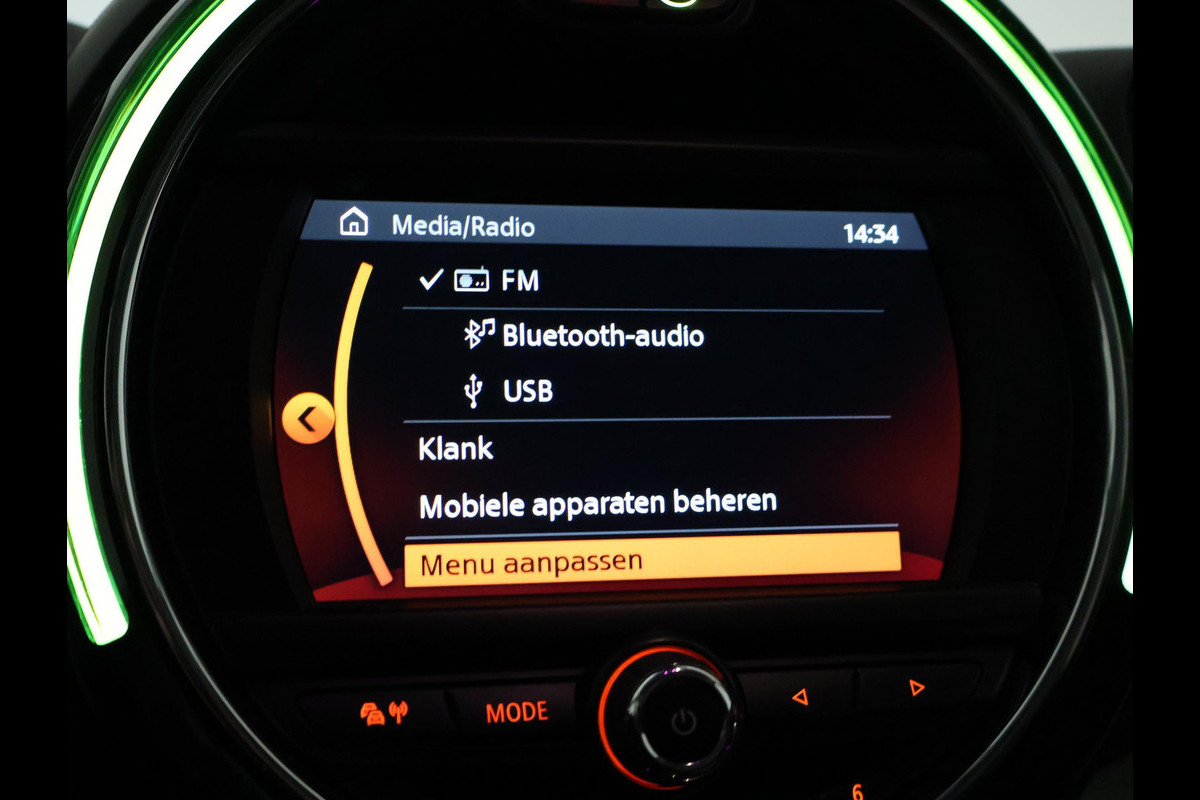 Media/Radio 14:34
FM
Bluetooth-audio
USB
Klank
Mobiele apparaten beheren
Menu aanpassen
MODE
6